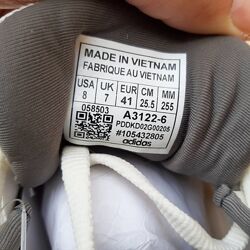 MADE IN VIETNAM
FABRIQUE AU VIETNAM
USA UK EUR CM MM
8 7 41 25.5 255
058503 A3122-6
PDDKD02G00205
#105432805
adidas